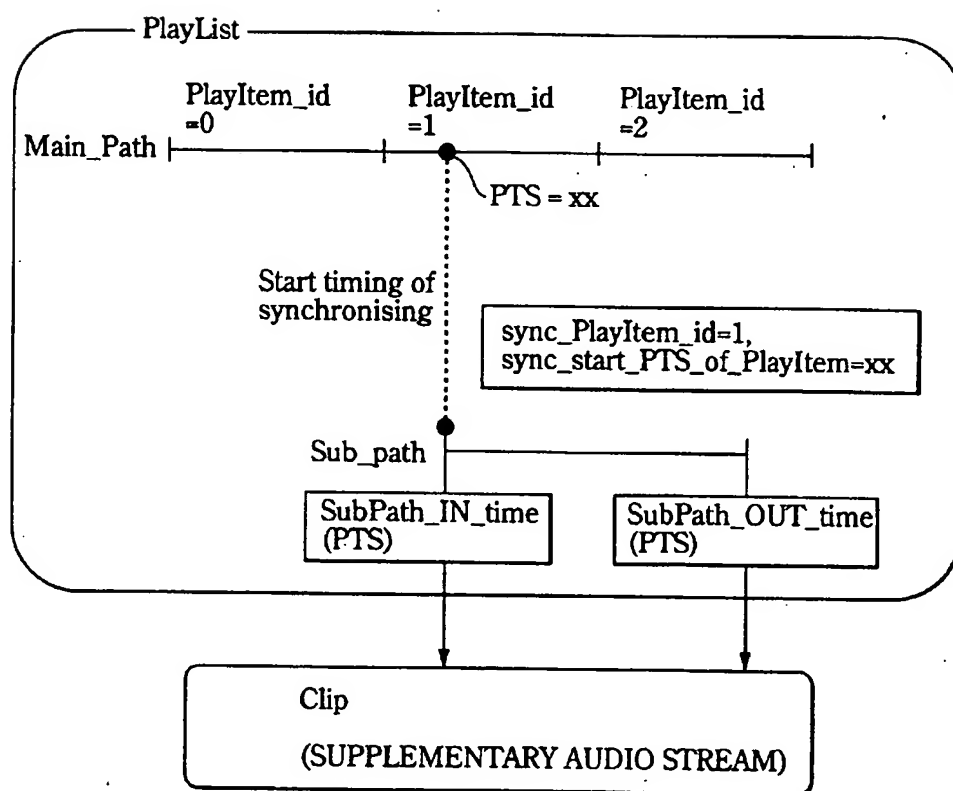 PlayList
PlayItem_id
=0
PlayItem_id
=1
PlayItem_id
=2
Main_Path
PTS = xx
Start timing of
synchronising
sync_PlayItem_id=1,
sync_start_PTS_of_PlayItem=xx
Sub_path
SubPath_IN_time
(PTS)
SubPath_OUT_time
(PTS)
Clip
(SUPPLEMENTARY AUDIO STREAM)